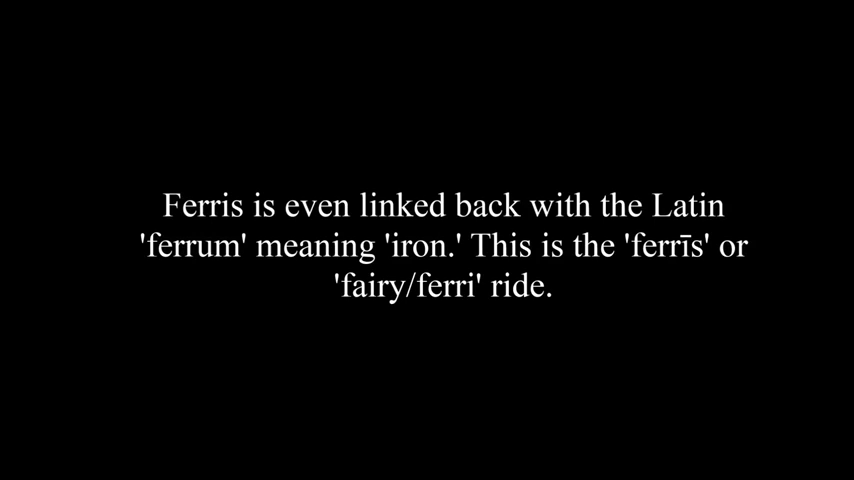 Ferris is even linked back with the Latin
'ferrum' meaning 'iron.' This is the 'ferrīs' or
'fairy/ferri' ride.